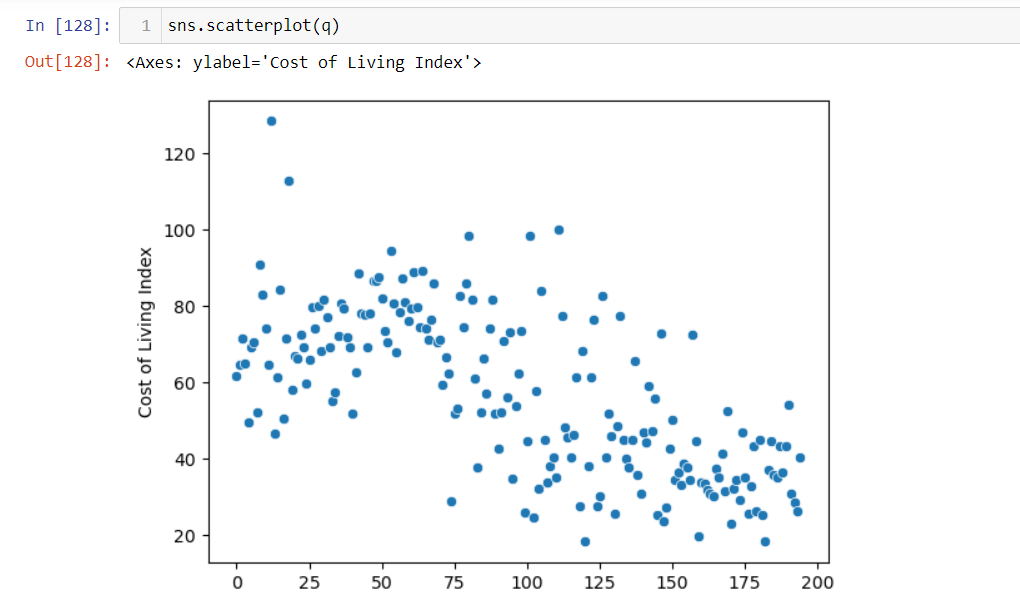 In [128]: 1 sns.scatterplot(q)
Out[128]: <Axes: ylabel='Cost of Living Index'>
120
100
80
60
40
20
Cost of Living Index
0 25 50 75 100 125 150 175 200